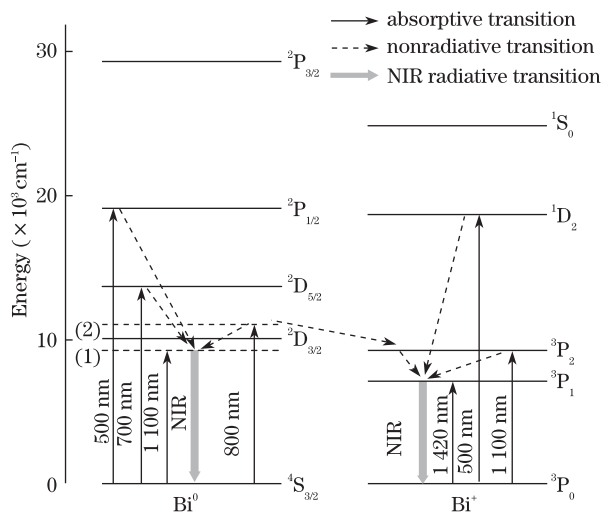 absorptive transition
nonradiative transition
NIR radiative transition
Energy (×10³ cm⁻¹)
30
20
10
0
²P₃/₂
²P₁/₂
²D₅/₂
(2)
²D₃/₂
(1)
500 nm
700 nm
1 100 nm
NIR
800 nm
⁴S₃/₂
Bi⁰
¹S₀
¹D₂
³P₂
³P₁
NIR
1 420 nm
500 nm
1 100 nm
³P₀
Bi⁺